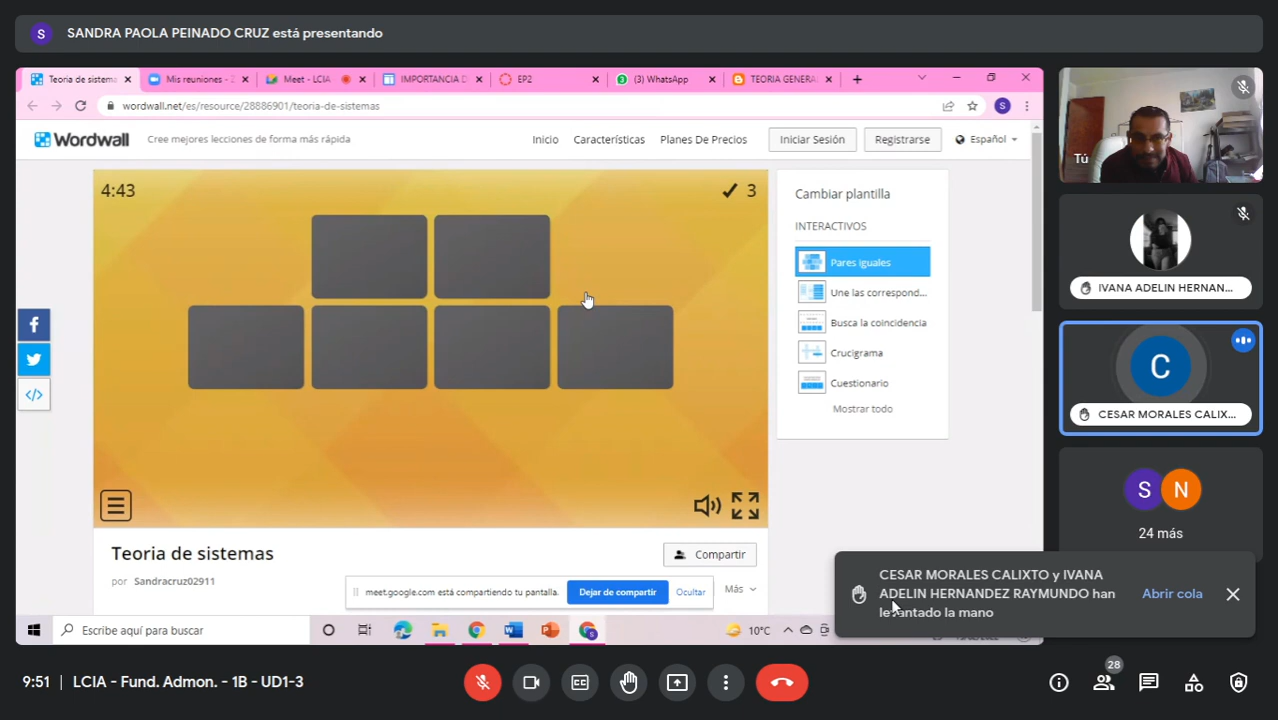 S SANDRA PAOLA PEINADO CRUZ está presentando
Teoria de sistema
Mis reuniones - Z
Meet - LCIA
IMPORTANCIA D
EP2
(3) WhatsApp
TEORIA GENERA
wordwall.net/es/resource/28886901/teoria-de-sistemas
S
Wordwall
Cree mejores lecciones de forma más rápida
Inicio
Características
Planes De Precios
Iniciar Sesión
Registrarse
Español
4:43
3
Cambiar plantilla
INTERACTIVOS
Pares iguales
Une las correspond...
Busca la coincidencia
Crucigrama
Cuestionario
Mostrar todo
Teoria de sistemas
Compartir
por Sandracruz02911
Más
meet.google.com está compartiendo tu pantalla.
Dejar de compartir
Ocultar
Escribe aquí para buscar
10°C
Tú
IVANA ADELIN HERNAN...
C
CESAR MORALES CALIX...
S N
24 más
CESAR MORALES CALIXTO y IVANA
ADELIN HERNANDEZ RAYMUNDO han
levantado la mano
Abrir cola
9:51 | LCIA - Fund. Admon. - 1B - UD1-3
28